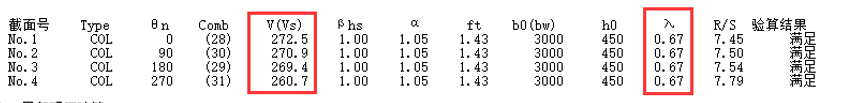 截面号 Type θn Comb V(Vs) βhs α ft b0(bw) h0 λ R/S 验算结果
No.1 COL 0 (28) 272.5 1.00 1.05 1.43 3000 450 0.67 7.45 满足
No.2 COL 90 (30) 270.9 1.00 1.05 1.43 3000 450 0.67 7.50 满足
No.3 COL 180 (29) 269.4 1.00 1.05 1.43 3000 450 0.67 7.54 满足
No.4 COL 270 (31) 260.7 1.00 1.05 1.43 3000 450 0.67 7.79 满足